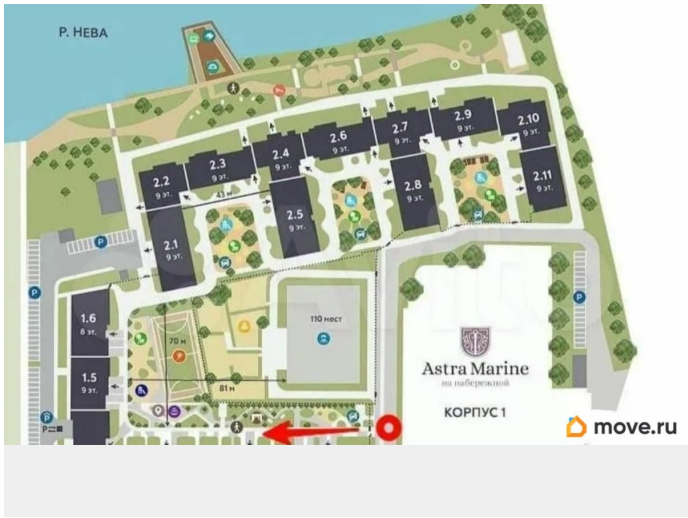 Р. НЕВА
2.10
9 эт.
2.9
9 эт.
2.7
9 эт.
2.6
9 эт.
2.4
9 эт.
2.3
9 эт.
2.2
9 эт.
2.11
9 эт.
2.8
9 эт.
43 м
2.5
9 эт.
2.1
9 эт.
P
P
P
1.6
8 эт.
110 мест
70 м
Astra Marine
на набережной
1.5
9 эт.
81 м
КОРПУС 1
P
P
move.ru